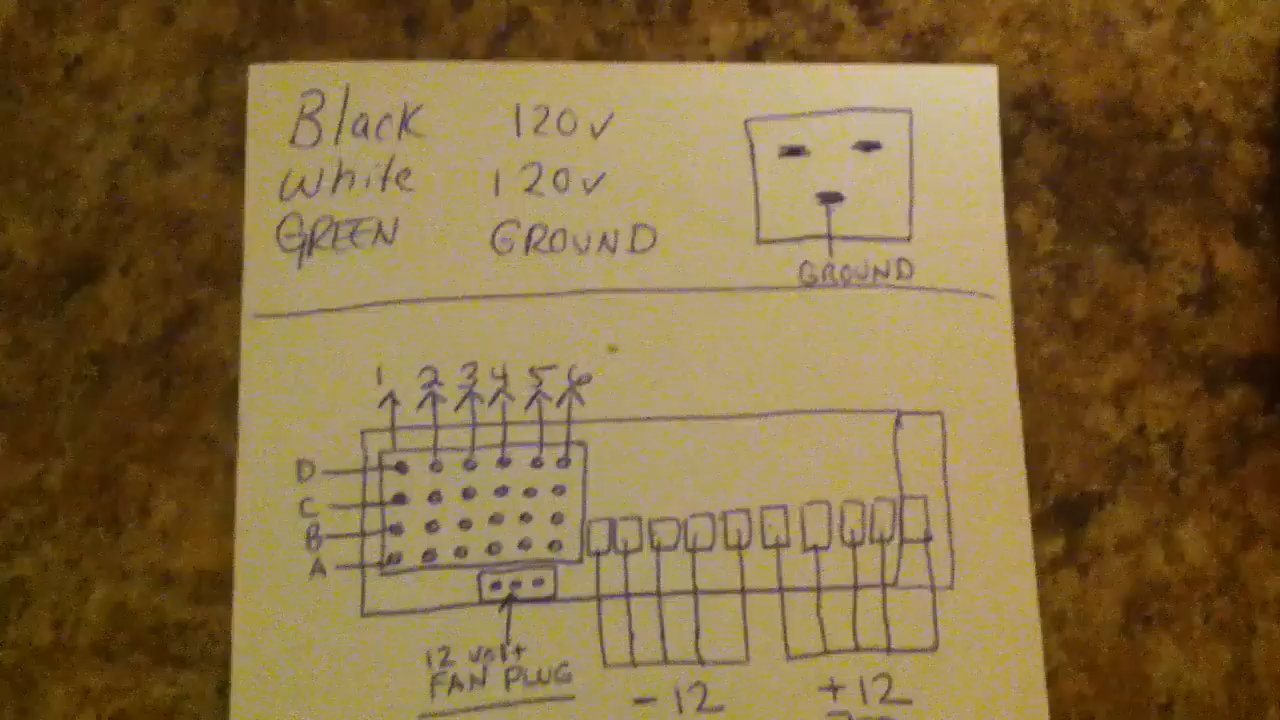 Black 120v
White 120v
GREEN GROUND
GROUND
1 2 3 4 5 6
D
C
B
A
12 volt
FAN PLUG
- 12
+ 12